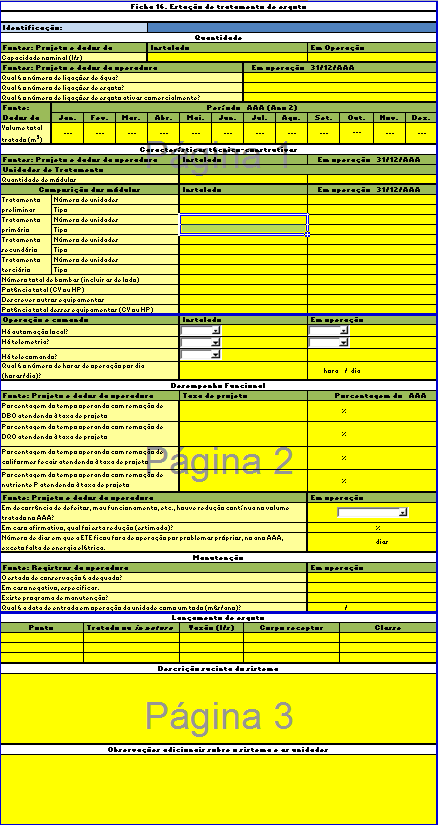 Ficha 16. Estação de tratamento de esgoto
Identificação:
Quantidade
Fontes: Projeto e dados do Instalada Em Operação
Capacidade nominal (l/s)
Fontes: Projeto e dados da operadora Em operação 31/12/AAA
Qual o número de ligações de água?
Qual o número de ligações de esgoto?
Qual o número de ligações de esgoto ativas comercialmente?
Fonte: Período AAA (Ano 2)
Dados da Jan. Fev. Mar. Abr. Mai. Jun. Jul. Ago. Set. Out. Nov. Dez.
Volume total
tratado (m³) --- --- --- --- --- --- --- --- --- --- --- ---
Página 1
Características técnico-construtivas
Fontes: Projeto e dados da operadora Instalada Em operação 31/12/AAA
Unidades de Tratamento
Quantidade de módulos
Composição dos módulos Instalada Em operação 31/12/AAA
Tratamento preliminar Número de unidades
Tipo
Tratamento primário Número de unidades
Tipo
Tratamento secundário Número de unidades
Tipo
Tratamento terciário Número de unidades
Tipo
Número total de bombas (incluir as de lodo)
Potência total (CV ou HP)
Descrever outros equipamentos
Potência total desses equipamentos (CV ou HP)
Operação e comando Instalada Em operação
Há automação local?
Há telemetria?
Há telecomando?
Qual o número de horas de operação por dia
(horas/dia)? hora / dia
Desempenho Funcional
Fontes: Projeto e dados da operadora Taxa de projeto Porcentagem do AAA
Porcentagem do tempo operando com remoção de
DBO atendendo à taxa de projeto %
Porcentagem do tempo operando com remoção de
DQO atendendo à taxa de projeto %
Porcentagem do tempo operando com remoção de
coliformes fecais atendendo à taxa de projeto %
Página 2
Porcentagem do tempo operando com remoção de
nutriente P atendendo à taxa de projeto %
Fontes: Projeto e dados da operadora Em operação
Em decorrência de defeitos, mau funcionamento, etc., houve redução contínua no volume
tratado no AAA?
Em caso afirmativo, qual foi esta redução (estimada)? %
Número de dias em que a ETE ficou fora de operação por problemas próprios, no ano AAA,
exceto falta de energia elétrica. dias
Manutenção
Fonte: Registros da operadora Em operação
O estado de conservação é adequado?
Em caso negativo, especificar.
Existe programa de manutenção?
Qual é a data de entrada em operação da unidade como um todo (mês/ano)? /
Lançamento do esgoto
Ponto Tratado ou in natura Vazão (l/s) Corpo receptor Classe
Descrição sucinta do sistema
Página 3
Observações adicionais sobre o sistema e as unidades